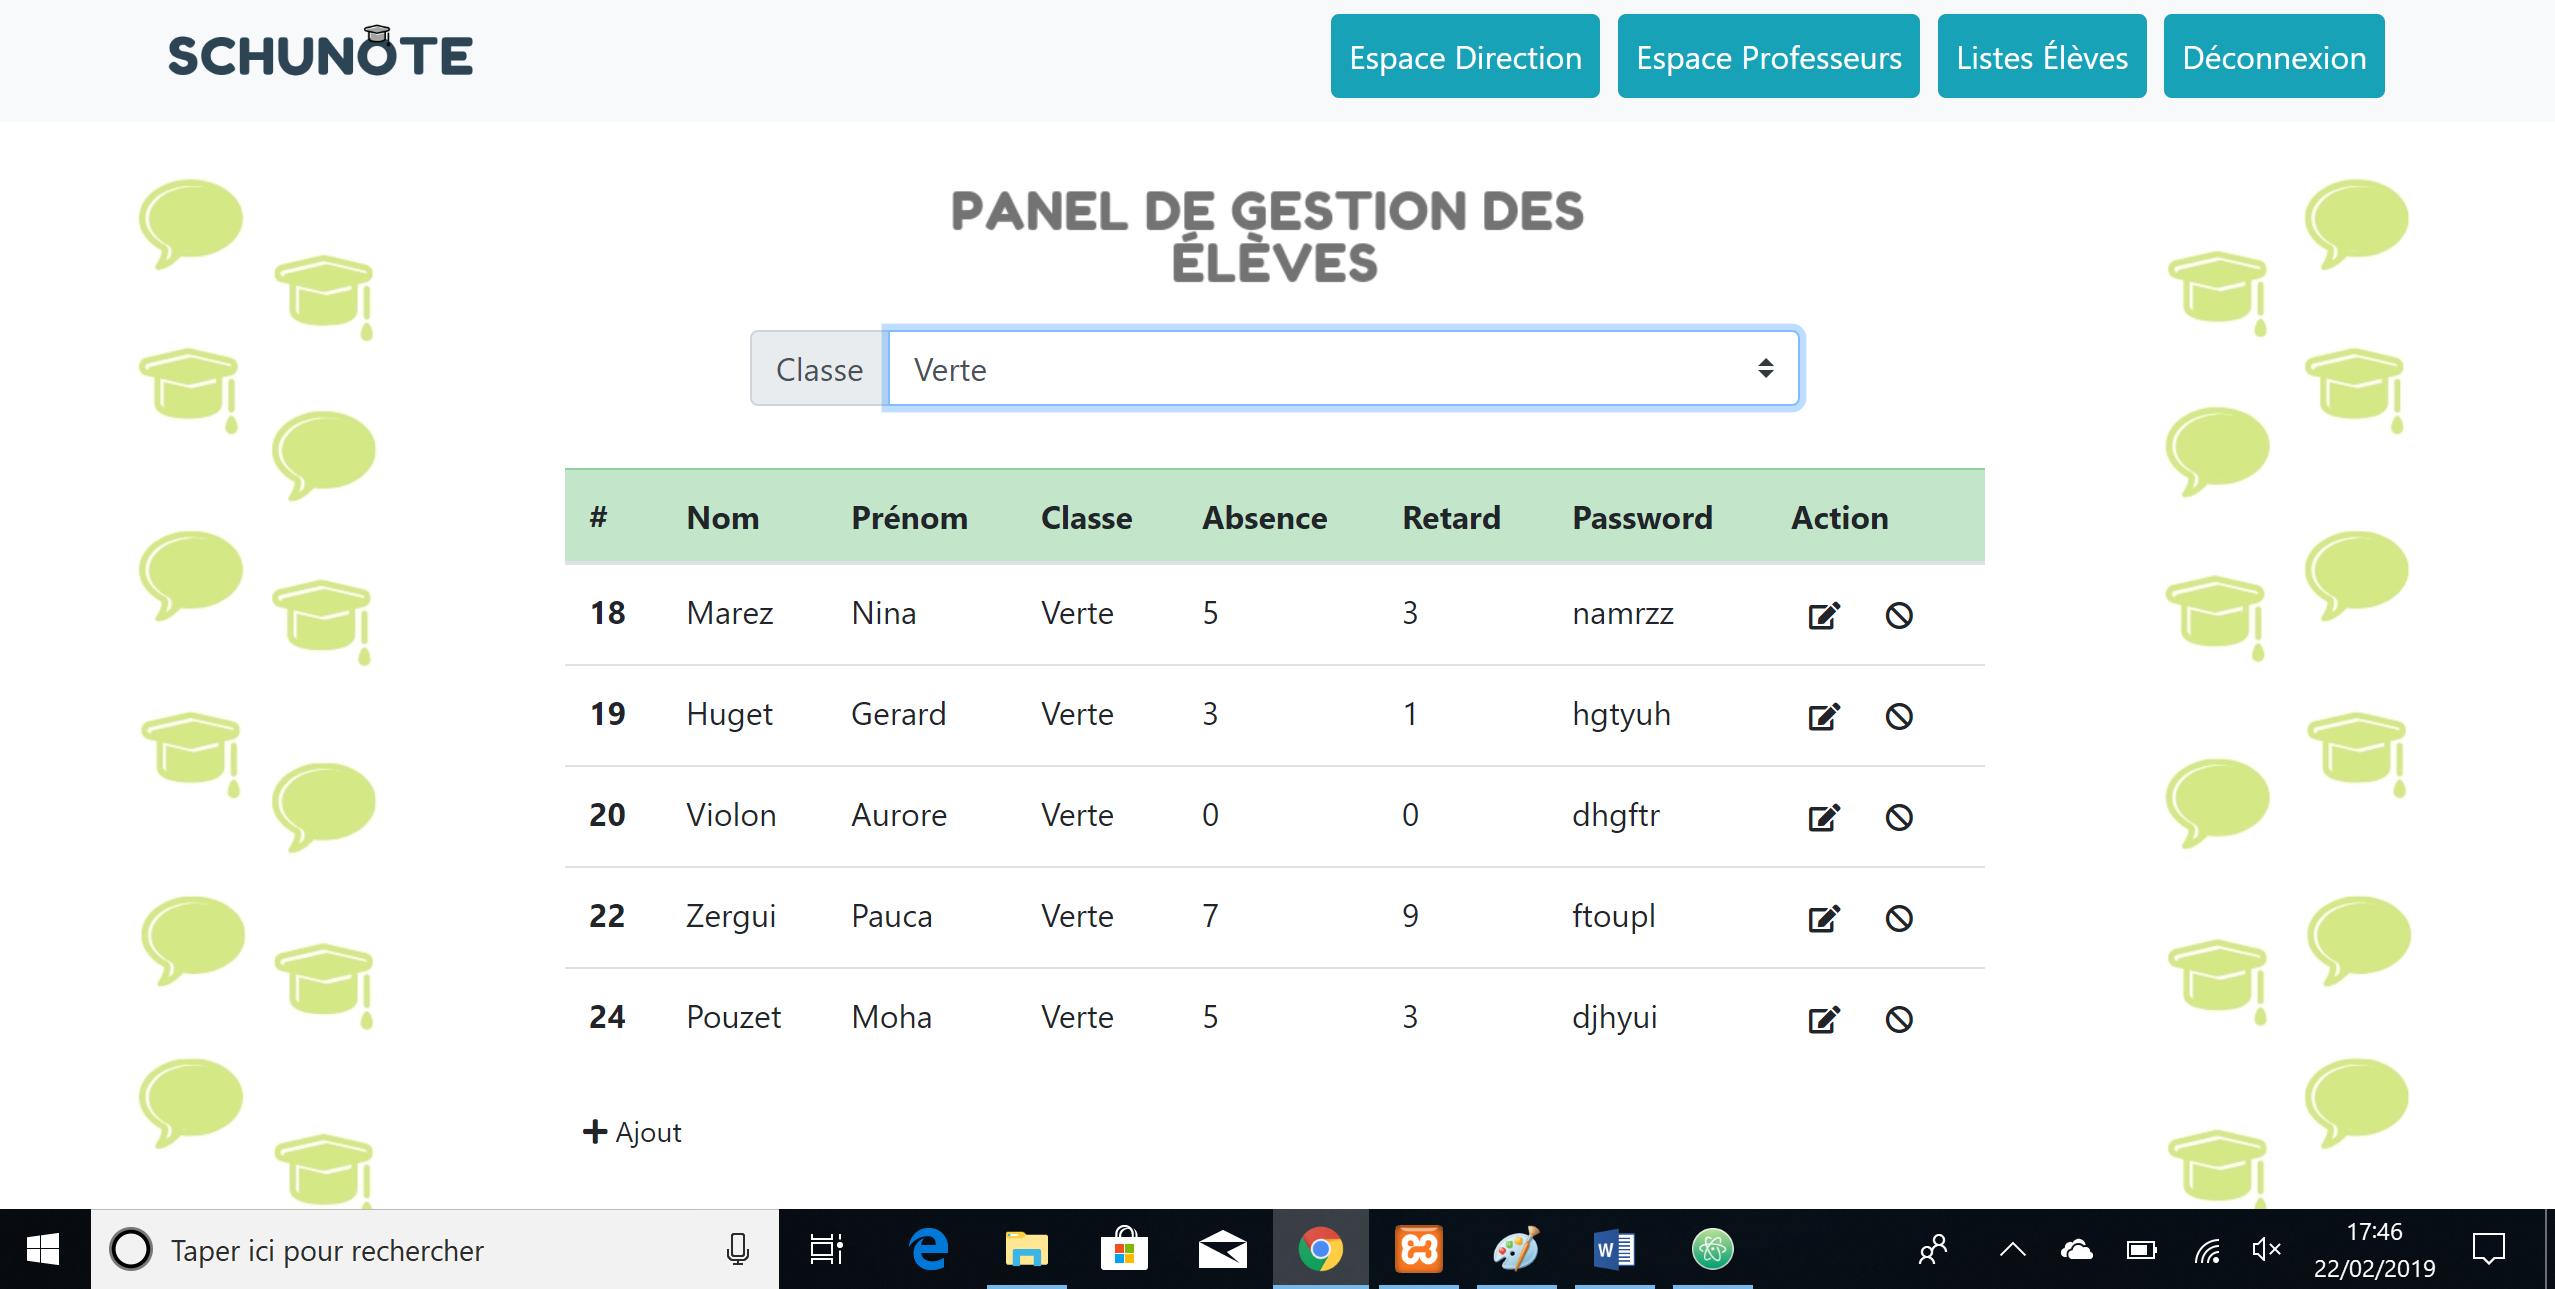 SCHUNOTE
Espace Direction Espace Professeurs Listes Élèves Déconnexion
PANEL DE GESTION DES
ÉLÈVES
Classe Verte
# Nom Prénom Classe Absence Retard Password Action
18 Marez Nina Verte 5 3 namrzz
19 Huget Gerard Verte 3 1 hgtyuh
20 Violon Aurore Verte 0 0 dhgftr
22 Zergui Pauca Verte 7 9 ftoupl
24 Pouzet Moha Verte 5 3 djhyui
Ajout
Taper ici pour rechercher
17:46
22/02/2019